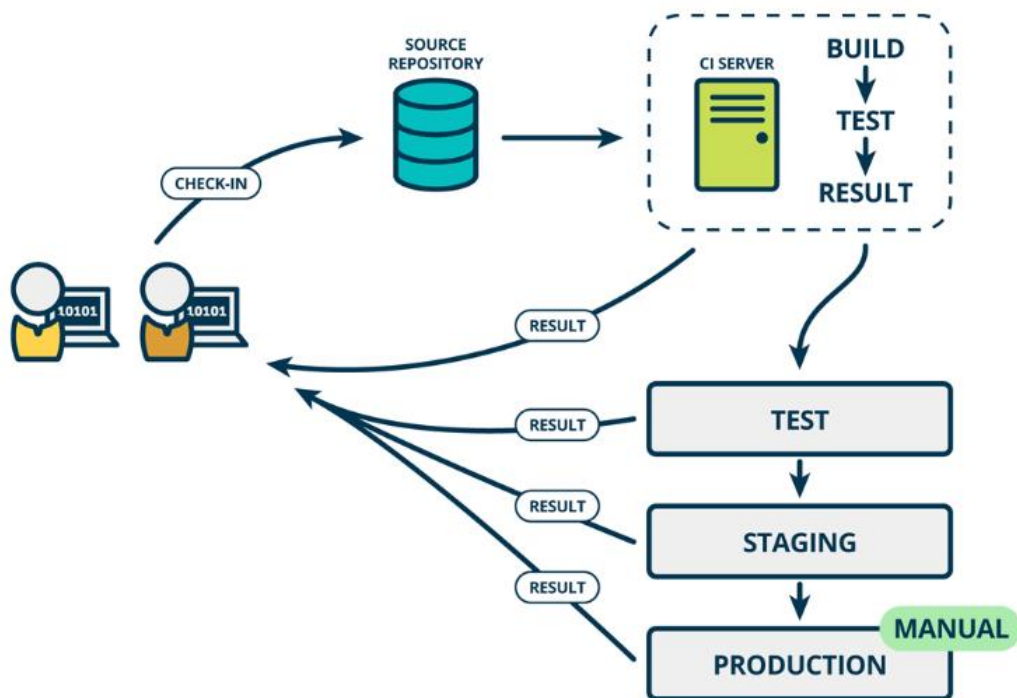 SOURCE
REPOSITORY
CI SERVER
BUILD
TEST
RESULT
CHECK-IN
10101
10101
RESULT
RESULT
TEST
RESULT
STAGING
RESULT
MANUAL
PRODUCTION